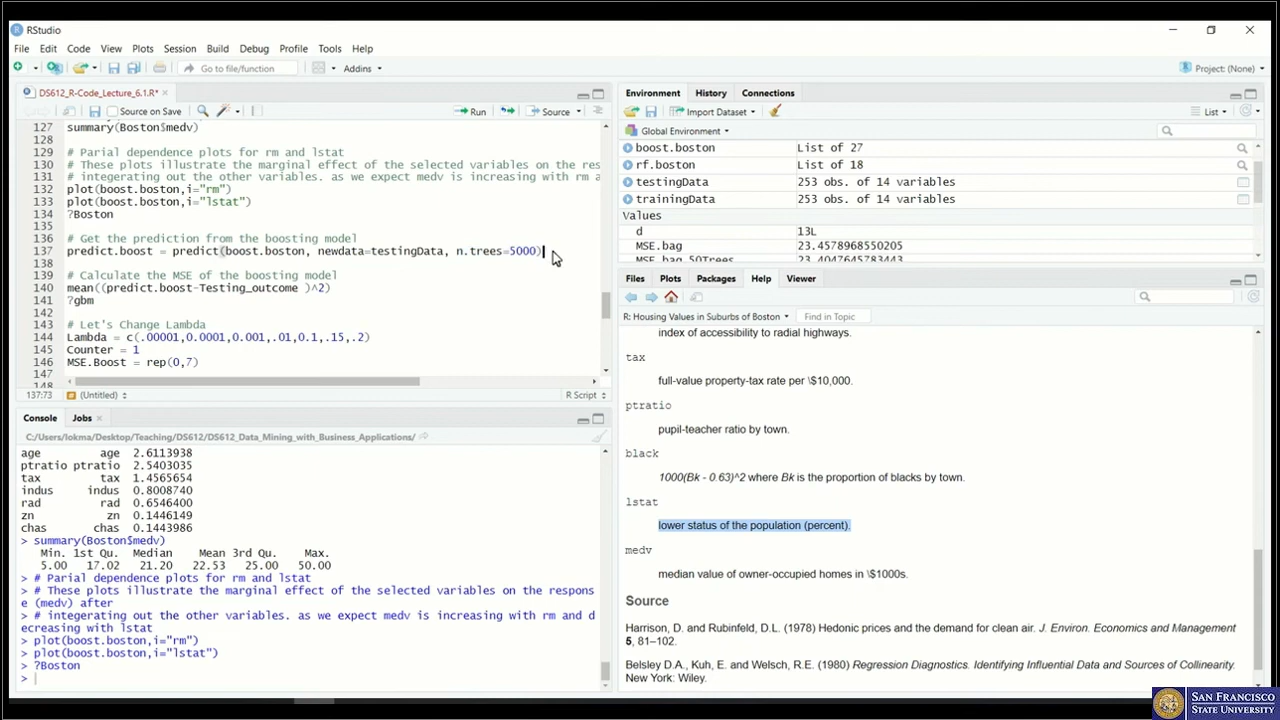 RStudio
File Edit Code View Plots Session Build Debug Profile Tools Help
Go to file/function Addins Project: (None)
DS612_R-Code_Lecture_6.1.R*
Source on Save Run Source
127 summary(Boston$medv)
128
129 # Parial dependence plots for rm and lstat
130 # These plots illustrate the marginal effect of the selected variables on the res
131 # integerating out the other variables. as we expect medv is increasing with rm a
132 plot(boost.boston,i="rm")
133 plot(boost.boston,i="lstat")
134 ?Boston
135
136 # Get the prediction from the boosting model
137 predict.boost = predict(boost.boston, newdata=testingData, n.trees=5000)
138
139 # Calculate the MSE of the boosting model
140 mean((predict.boost-Testing_outcome )^2)
141 ?gbm
142
143 # Let's Change Lambda
144 Lambda = c(.00001,0.0001,0.001,.01,0.1,.15,.2)
145 Counter = 1
146 MSE.Boost = rep(0,7)
147
148
137:73 (Untitled) R Script
Console Jobs
C:/Users/lokma/Desktop/Teaching/DS612/DS612_Data_Mining_with_Business_Applications/
age age 2.6113938
ptratio ptratio 2.5403035
tax tax 1.4565654
indus indus 0.8008740
rad rad 0.6546400
zn zn 0.1446149
chas chas 0.1443986
> summary(Boston$medv)
Min. 1st Qu. Median Mean 3rd Qu. Max.
5.00 17.02 21.20 22.53 25.00 50.00
> # Parial dependence plots for rm and lstat
> # These plots illustrate the marginal effect of the selected variables on the respons
e (medv) after
> # integerating out the other variables. as we expect medv is increasing with rm and d
ecreasing with lstat
> plot(boost.boston,i="rm")
> plot(boost.boston,i="lstat")
> ?Boston
>
Environment History Connections
Import Dataset List
Global Environment
boost.boston List of 27
rf.boston List of 18
testingData 253 obs. of 14 variables
trainingData 253 obs. of 14 variables
Values
d 13L
MSE.bag 23.4578968550205
MSE.bag.50Trees 23.4047645783443
Files Plots Packages Help Viewer
R: Housing Values in Suburbs of Boston Find in Topic
index of accessibility to radial highways.
tax
full-value property-tax rate per \$10,000.
ptratio
pupil-teacher ratio by town.
black
1000(Bk - 0.63)^2 where Bk is the proportion of blacks by town.
lstat
lower status of the population (percent).
medv
median value of owner-occupied homes in \$1000s.
Source
Harrison, D. and Rubinfeld, D.L. (1978) Hedonic prices and the demand for clean air. J. Environ. Economics and Management
5, 81–102.
Belsley D.A., Kuh, E. and Welsch, R.E. (1980) Regression Diagnostics. Identifying Influential Data and Sources of Collinearity.
New York: Wiley.
SAN FRANCISCO
STATE UNIVERSITY